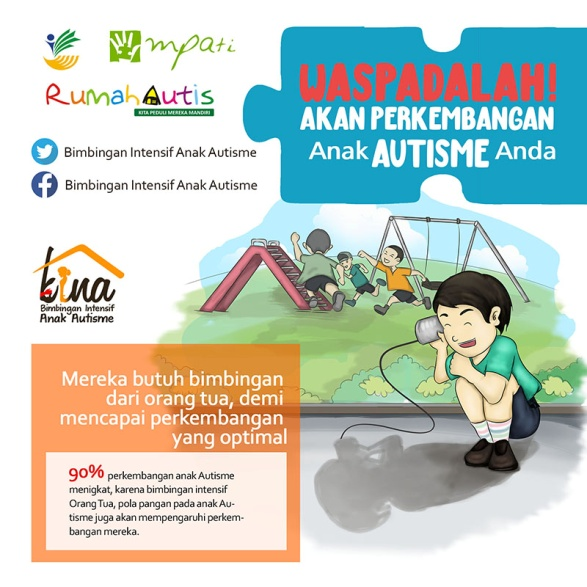 mpati
RumahAutis
KITA PEDULI MEREKA MANDIRI
Bimbingan Intensif Anak Autisme
Bimbingan Intensif Anak Autisme
WASPADALAH!
AKAN PERKEMBANGAN
Anak AUTISME Anda
bina
Bimbingan Intensif
Anak Autisme
Mereka butuh bimbingan
dari orang tua, demi
mencapai perkembangan
yang optimal
90% perkembangan anak Autisme
menigkat, karena bimbingan intensif
Orang Tua, pola pangan pada anak Au-
tisme juga akan mempengaruhi perkem-
bangan mereka.